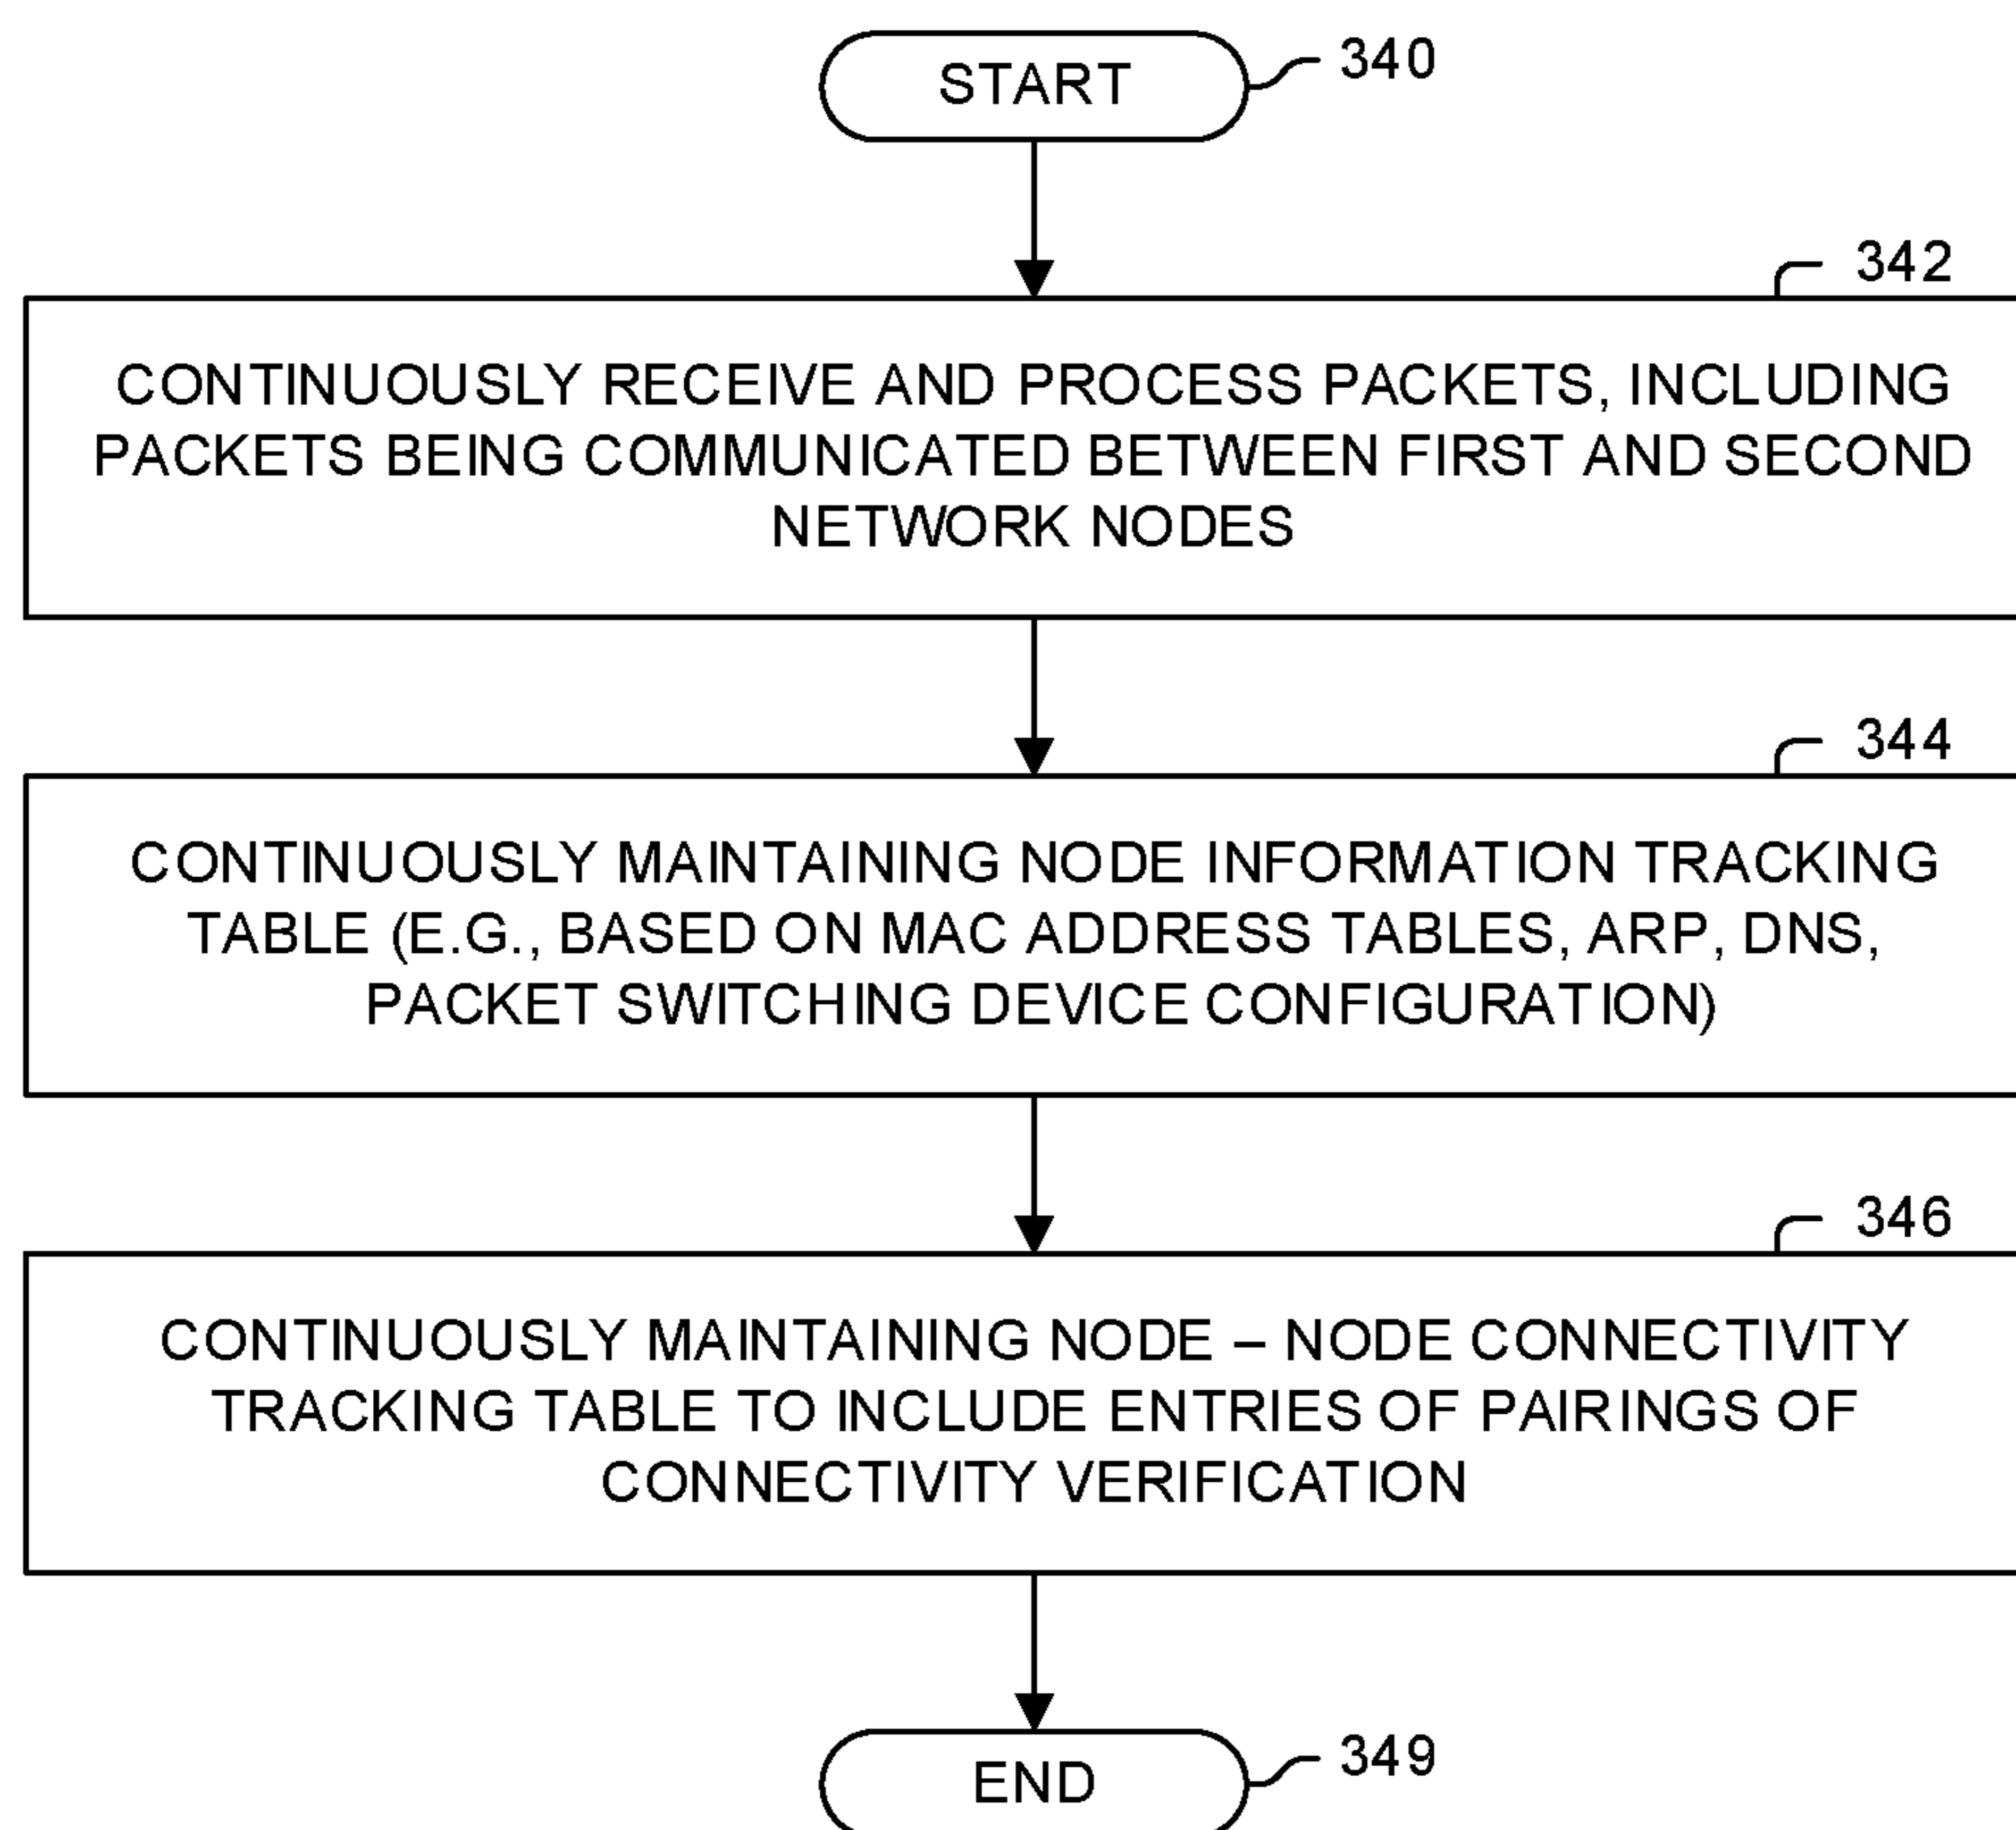 START
340
342
CONTINUOUSLY RECEIVE AND PROCESS PACKETS, INCLUDING
PACKETS BEING COMMUNICATED BETWEEN FIRST AND SECOND
NETWORK NODES
344
CONTINUOUSLY MAINTAINING NODE INFORMATION TRACKING
TABLE (E.G., BASED ON MAC ADDRESS TABLES, ARP, DNS,
PACKET SWITCHING DEVICE CONFIGURATION)
346
CONTINUOUSLY MAINTAINING NODE – NODE CONNECTIVITY
TRACKING TABLE TO INCLUDE ENTRIES OF PAIRINGS OF
CONNECTIVITY VERIFICATION
END
349